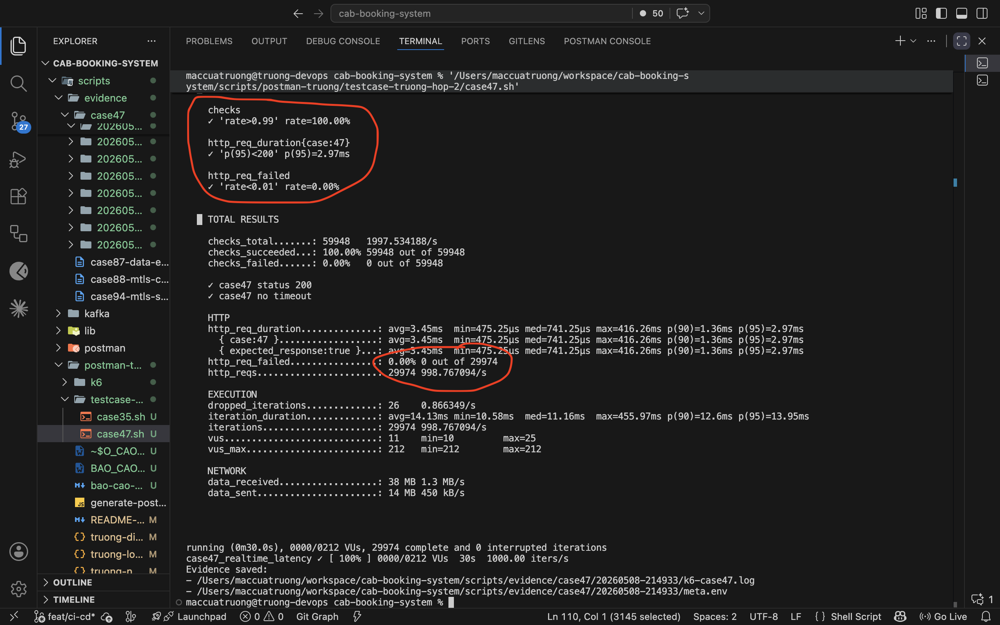 cab-booking-system
50
EXPLORER
PROBLEMS OUTPUT DEBUG CONSOLE TERMINAL PORTS GITLENS POSTMAN CONSOLE
CAB-BOOKING-SYSTEM
scripts
evidence
case47
202605...
202605...
202605...
202605...
202605...
202605...
202605...
202605...
case87-data-e...
case88-mtls-c...
case94-mtls-s...
kafka
lib
postman
postman-t...
k6
testcase-...
case35.sh U
case47.sh U
~$O_CAO... U
BAO_CAO... U
bao-cao-... U
generate-post...
README-... M
truong-di... M
truong-lo... M
truong-n... M
OUTLINE
TIMELINE
27
maccuatruong@truong-devops cab-booking-system % '/Users/maccuatruong/workspace/cab-booking-s
ystem/scripts/postman-truong/testcase-truong-hop-2/case47.sh'
checks
✓ 'rate>0.99' rate=100.00%
http_req_duration{case:47}
✓ 'p(95)<200' p(95)=2.97ms
http_req_failed
✓ 'rate<0.01' rate=0.00%
█ TOTAL RESULTS
checks_total.......: 59948 1997.534188/s
checks_succeeded...: 100.00% 59948 out of 59948
checks_failed......: 0.00% 0 out of 59948
✓ case47 status 200
✓ case47 no timeout
HTTP
http_req_duration..............: avg=3.45ms min=475.25µs med=741.25µs max=416.26ms p(90)=1.36ms p(95)=2.97ms
{ case:47 }..................: avg=3.45ms min=475.25µs med=741.25µs max=416.26ms p(90)=1.36ms p(95)=2.97ms
{ expected_response:true }...: avg=3.45ms min=475.25µs med=741.25µs max=416.26ms p(90)=1.36ms p(95)=2.97ms
http_req_failed................: 0.00% 0 out of 29974
http_reqs......................: 29974 998.767094/s
EXECUTION
dropped_iterations.............: 26 0.866349/s
iteration_duration.............: avg=14.13ms min=10.58ms med=11.16ms max=455.97ms p(90)=12.6ms p(95)=13.95ms
iterations.....................: 29974 998.767094/s
vus............................: 11 min=10 max=25
vus_max........................: 212 min=212 max=212
NETWORK
data_received..................: 38 MB 1.3 MB/s
data_sent......................: 14 MB 450 kB/s
running (0m30.0s), 0000/0212 VUs, 29974 complete and 0 interrupted iterations
case47_realtime_latency ✓ [ 100% ] 0000/0212 VUs 30s 1000.00 iters/s
Evidence saved:
- /Users/maccuatruong/workspace/cab-booking-system/scripts/evidence/case47/20260508-214933/k6-case47.log
- /Users/maccuatruong/workspace/cab-booking-system/scripts/evidence/case47/20260508-214933/meta.env
maccuatruong@truong-devops cab-booking-system %
1
feat/ci-cd* Launchpad 0 0 Git Graph Ln 110, Col 1 (3145 selected) Spaces: 2 UTF-8 LF {} Shell Script Go Live